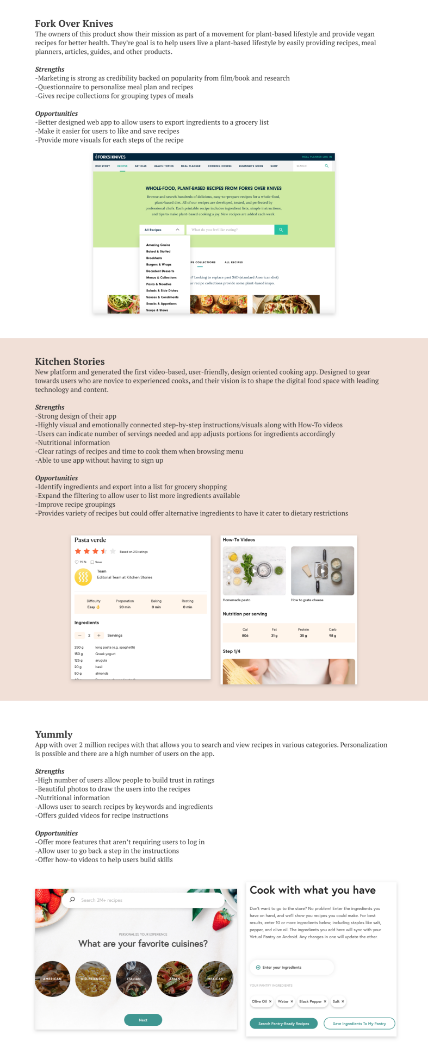 Fork Over Knives
The owners of this product show their mission as part of a movement for plant-based lifestyle and provide vegan
recipes for better health. They're goal is to help users live a plant-based lifestyle by easily providing recipes, meal
planners, articles, guides, and other products.
Strengths
-Marketing is strong as credibility backed on popularity from film/book and research
-Questionnaire to personalize meal plan and recipes
-Gives recipe collections for grouping types of meals
Opportunities
-Better designed web app to allow users to export ingredients to a grocery list
-Make it easier for users to like and save recipes
-Provide more visuals for each steps of the recipe
FORKS KNIVES
WHOLE-FOOD, PLANT-BASED RECIPES FROM FORKS OVER KNIVES
All Recipes
Amazing Grains
Baked & Stuffed
Breakfasts
Burgers & Wraps
Decadent Desserts
Menus & Collections
Pasta & Noodles
Salads & Side Dishes
Sauces & Condiments
Snacks & Appetizers
Soups & Stews
ALL RECIPES
Kitchen Stories
New platform and generated the first video-based, user-friendly, design oriented cooking app. Designed to gear
towards users who are novice to experienced cooks, and their vision is to shape the digital food space with leading
technology and content.
Strengths
-Strong design of their app
-Highly visual and emotionally connected step-by-step instructions/visuals along with How-To videos
-Users can indicate number of servings needed and app adjusts portions for ingredients accordingly
-Nutritional information
-Clear ratings of recipes and time to cook them when browsing menu
-Able to use app without having to sign up
Opportunities
-Identify ingredients and export into a list for grocery shopping
-Expand the filtering to allow user to list more ingredients available
-Improve recipe groupings
-Provides variety of recipes but could offer alternative ingredients to have it cater to dietary restrictions
Pasta verde
Team
Editorial Team at Kitchen Stories
Difficulty Preparation Baking Resting
Easy 20 min 0 min 0 min
Ingredients
− 2 + Servings
How-To Videos
Homemade pesto
How to grate cheese
Nutrition per serving
Cal Fat Protein Carb
Step 1/4
Yummly
App with over 2 million recipes with that allows you to search and view recipes in various categories. Personalization
is possible and there are a high number of users on the app.
Strengths
-High number of users allow people to build trust in ratings
-Beautiful photos to draw the users into the recipes
-Nutritional information
-Allows user to search recipes by keywords and ingredients
-Offers guided videos for recipe instructions
Opportunities
-Offer more features that aren't requiring users to log in
-Allow user to go back a step in the instructions
-Offer how-to videos to help users build skills
Search 2M+ recipes
PERSONALIZE YOUR EXPERIENCE
What are your favorite cuisines?
AMERICAN
ITALIAN
ASIAN
MEXICAN
Next
Cook with what you have
Enter your ingredients
Olive Oil × Water × Black Pepper × Salt ×
Search Pantry Ready Recipes
Save Ingredients To My Pantry